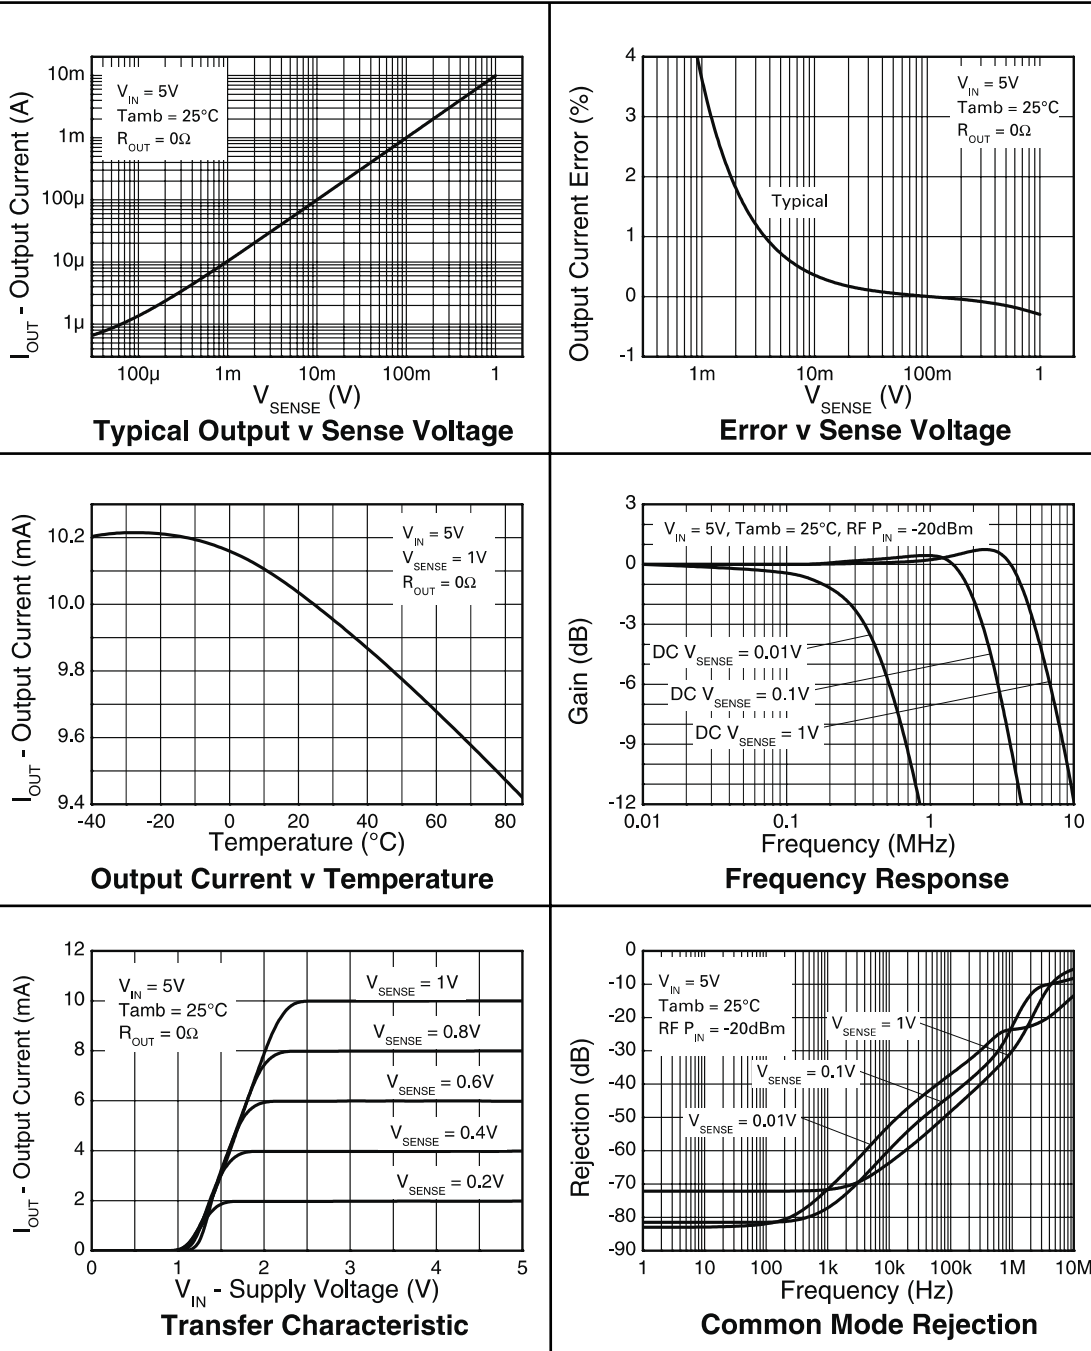 10m
1m
100µ
10µ
1µ
I_OUT - Output Current (A)
V_IN = 5V
Tamb = 25°C
R_OUT = 0Ω
100µ 1m 10m 100m 1
V_SENSE (V)
Typical Output v Sense Voltage
4
3
2
1
0
-1
Output Current Error (%)
V_IN = 5V
Tamb = 25°C
R_OUT = 0Ω
Typical
1m 10m 100m 1
V_SENSE (V)
Error v Sense Voltage
10.2
10.0
9.8
9.6
9.4
I_OUT - Output Current (mA)
V_IN = 5V
V_SENSE = 1V
R_OUT = 0Ω
-40 -20 0 20 40 60 80
Temperature (°C)
Output Current v Temperature
3
0
-3
-6
-9
-12
Gain (dB)
V_IN = 5V, Tamb = 25°C, RF P_IN = -20dBm
DC V_SENSE = 0.01V
DC V_SENSE = 0.1V
DC V_SENSE = 1V
0.01 0.1 1 10
Frequency (MHz)
Frequency Response
12
10
8
6
4
2
0
I_OUT - Output Current (mA)
V_IN = 5V
Tamb = 25°C
R_OUT = 0Ω
V_SENSE = 1V
V_SENSE = 0.8V
V_SENSE = 0.6V
V_SENSE = 0.4V
V_SENSE = 0.2V
0 1 2 3 4 5
V_IN - Supply Voltage (V)
Transfer Characteristic
0
-10
-20
-30
-40
-50
-60
-70
-80
-90
Rejection (dB)
V_IN = 5V
Tamb = 25°C
RF P_IN = -20dBm
V_SENSE = 1V
V_SENSE = 0.1V
V_SENSE = 0.01V
1 10 100 1k 10k 100k 1M 10M
Frequency (Hz)
Common Mode Rejection